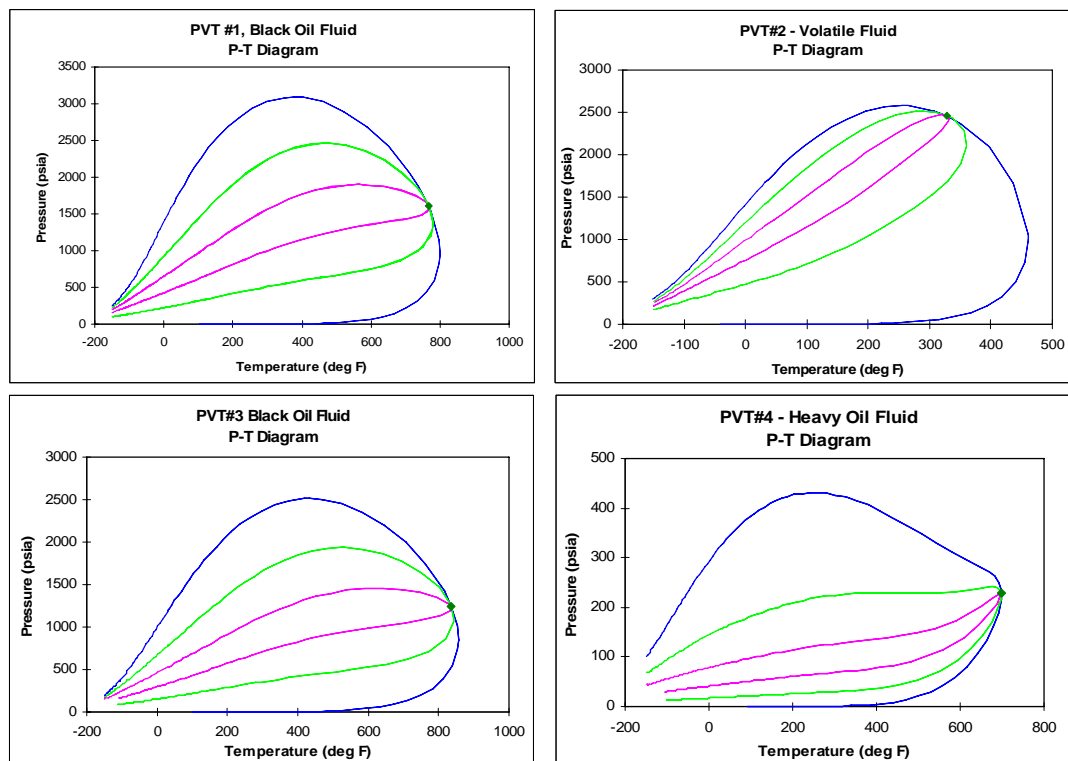 PVT #1, Black Oil Fluid
P-T Diagram
3500
3000
2500
2000
1500
1000
500
0
Pressure (psia)
-200 0 200 400 600 800 1000
Temperature (deg F)
PVT#2 - Volatile Fluid
P-T Diagram
3000
2500
2000
1500
1000
500
0
Pressure (psia)
-200 -100 0 100 200 300 400 500
Temperature (deg F)
PVT#3 Black Oil Fluid
P-T Diagram
3000
2500
2000
1500
1000
500
0
Pressure (psia)
-200 0 200 400 600 800 1000
Temperature (deg F)
PVT#4 - Heavy Oil Fluid
P-T Diagram
500
400
300
200
100
0
Pressure (psia)
-200 0 200 400 600 800
Temperature (deg F)